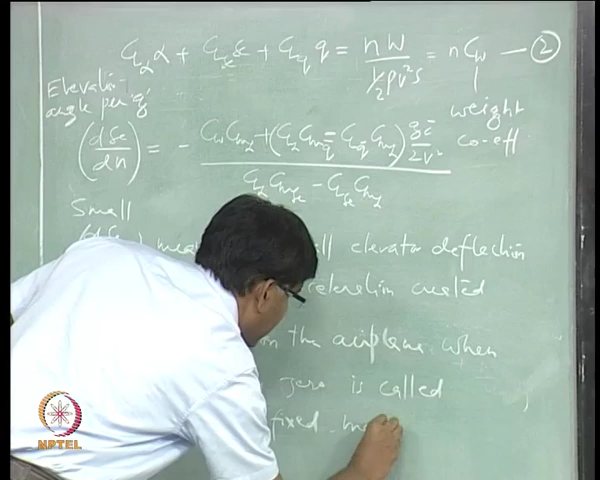 C_Lα α + C_Lδe δe + C_Lq q = nW / ½ρV²S = nC_W — ②
Elevator
angle per 'g'
weight
co-eff
(dδe/dn) = - C_W C_mα + (C_Lα C_mq - C_Lq C_mα) g c̄/2V² / C_Lα C_mδe - C_Lδe C_mα
Small
elevator deflection
acceleration created
the airplane when
zero is called
fixed
NPTEL